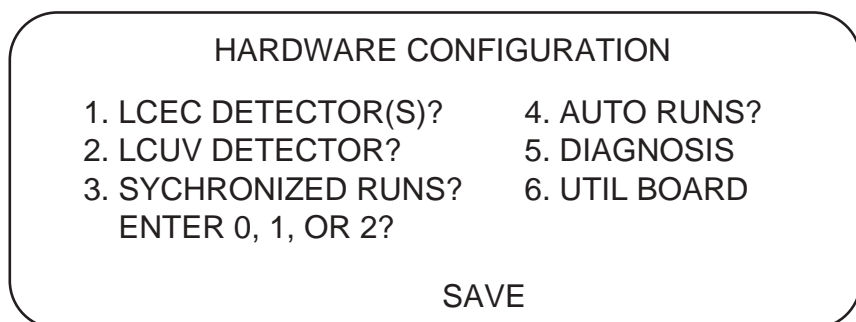 HARDWARE CONFIGURATION
1. LCEC DETECTOR(S)?
2. LCUV DETECTOR?
3. SYCHRONIZED RUNS?
ENTER 0, 1, OR 2?
4. AUTO RUNS?
5. DIAGNOSIS
6. UTIL BOARD
SAVE